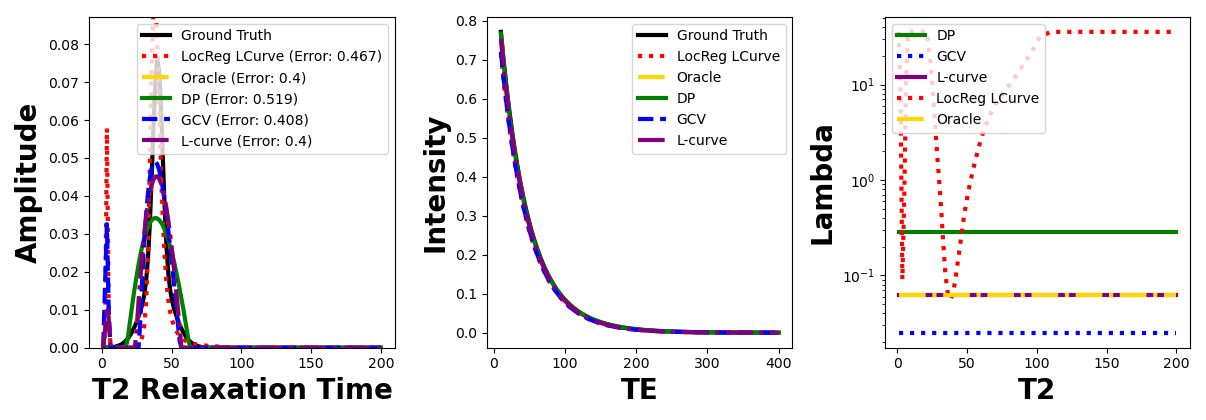 Amplitude
0.08
0.07
0.06
0.05
0.04
0.03
0.02
0.01
0.00
0
50
100
150
200
T2 Relaxation Time
Ground Truth
LocReg LCurve (Error: 0.467)
Oracle (Error: 0.4)
DP (Error: 0.519)
GCV (Error: 0.408)
L-curve (Error: 0.4)
Intensity
0.8
0.7
0.6
0.5
0.4
0.3
0.2
0.1
0.0
0
100
200
300
400
TE
Ground Truth
LocReg LCurve
Oracle
DP
GCV
L-curve
Lambda
10¹
10⁰
10⁻¹
0
50
100
150
200
T2
DP
GCV
L-curve
LocReg LCurve
Oracle